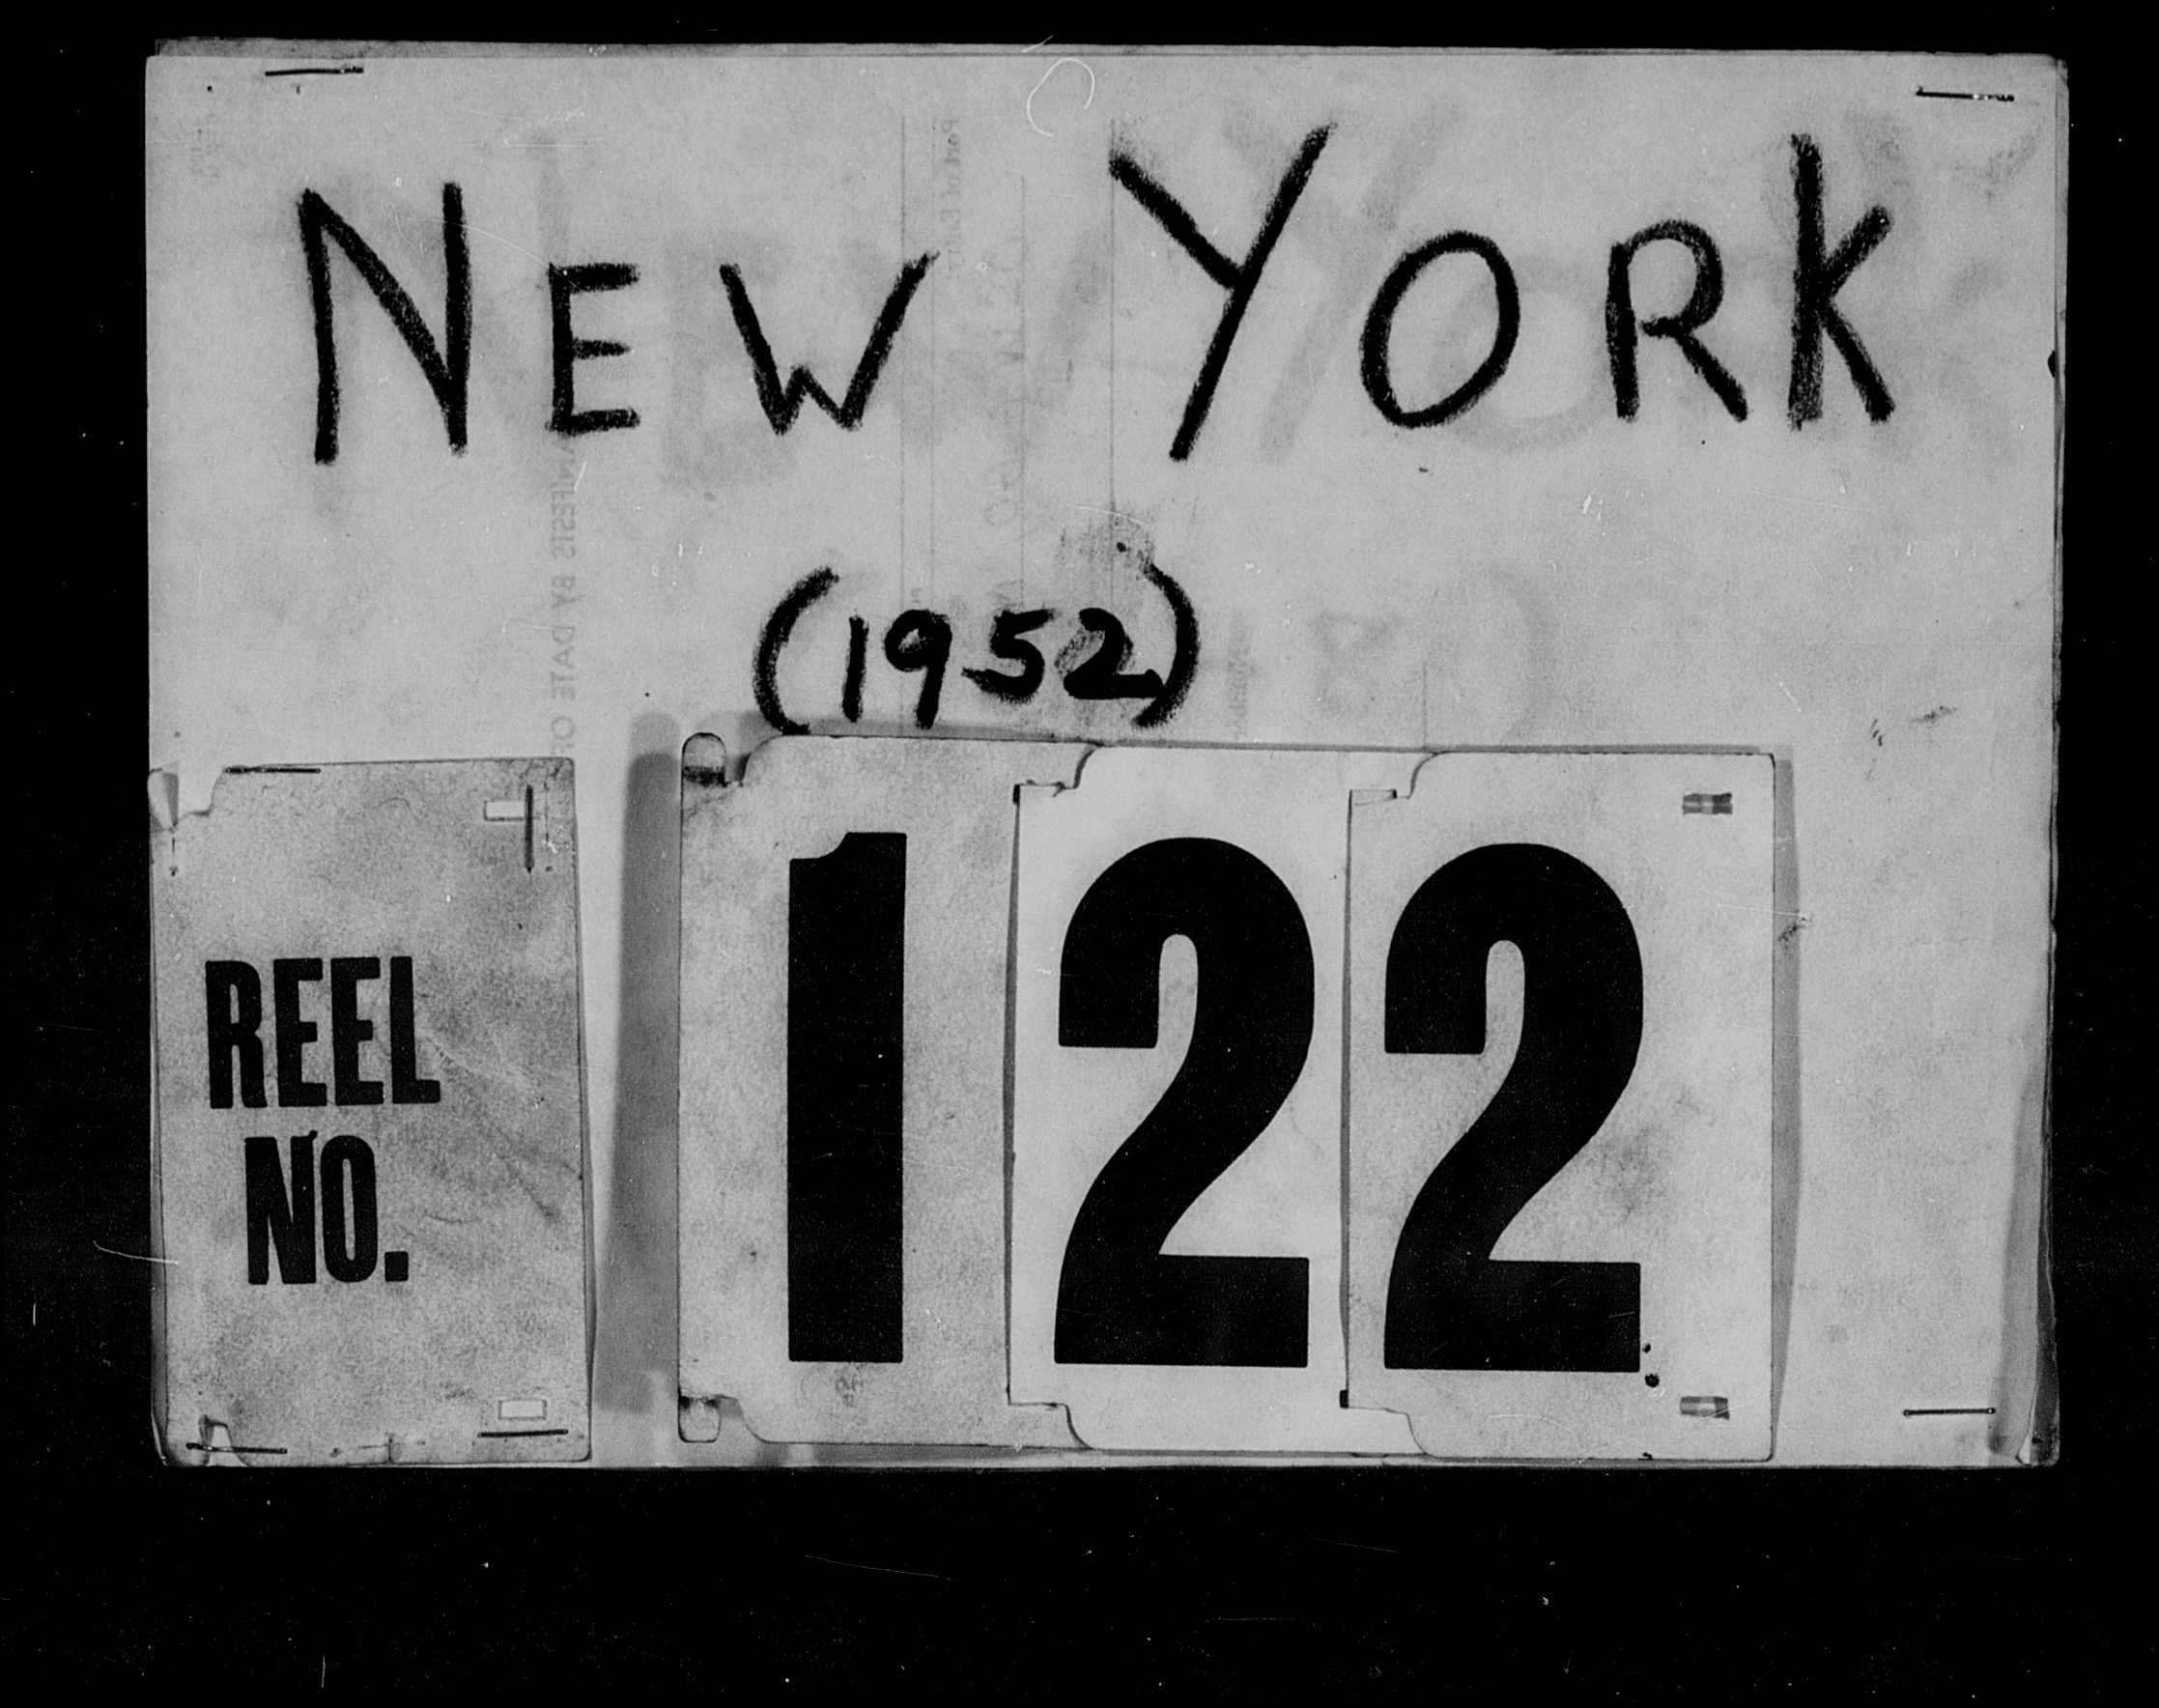 NEW YORK
(1952)
REEL
NO.
122